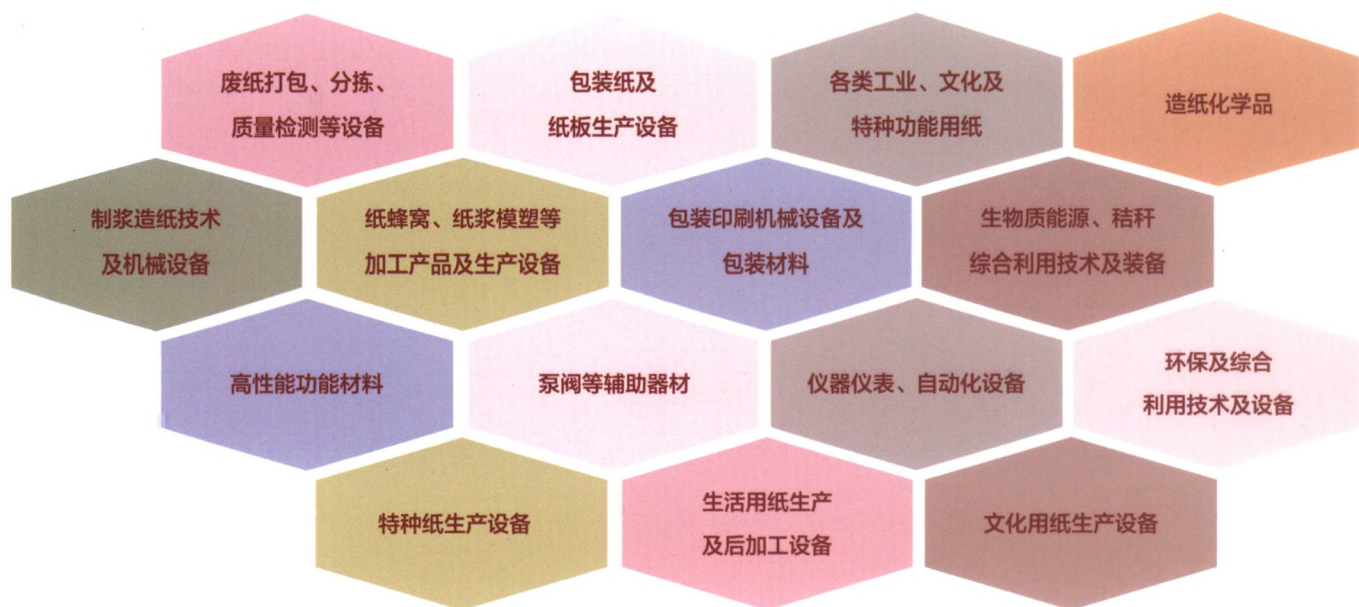 废纸打包、分拣、
质量检测等设备
包装纸及
纸板生产设备
各类工业、文化及
特种功能用纸
造纸化学品
制浆造纸技术
及机械设备
纸蜂窝、纸浆模塑等
加工产品及生产设备
包装印刷机械设备及
包装材料
生物质能源、秸秆
综合利用技术及装备
高性能功能材料
泵阀等辅助器材
仪器仪表、自动化设备
环保及综合
利用技术及设备
特种纸生产设备
生活用纸生产
及后加工设备
文化用纸生产设备